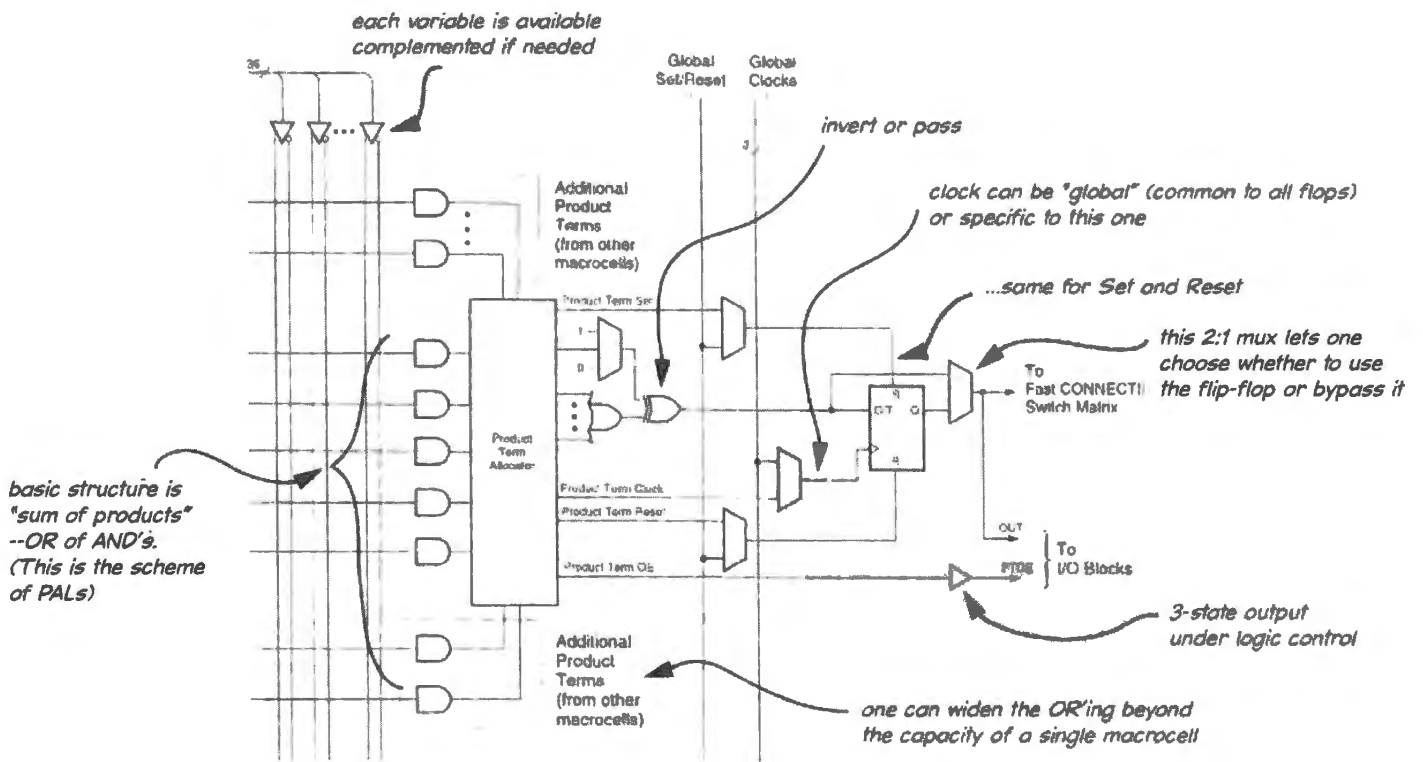 each variable is available
complemented if needed
36
Global
Set/Reset
Global
Clocks
3
invert or pass
clock can be "global" (common to all flops)
or specific to this one
Additional
Product
Terms
(from other
macrocells)
...same for Set and Reset
this 2:1 mux lets one
choose whether to use
the flip-flop or bypass it
Product Term Set
1
0
To
Fast CONNECTI
Switch Matrix
S
D/T Q
R
Product
Term
Allocator
basic structure is
"sum of products"
--OR of AND's.
(This is the scheme
of PALs)
Product Term Clock
Product Term Reset
Product Term OE
OUT
PTOE
To
I/O Blocks
3-state output
under logic control
Additional
Product
Terms
(from other
macrocells)
one can widen the OR'ing beyond
the capacity of a single macrocell